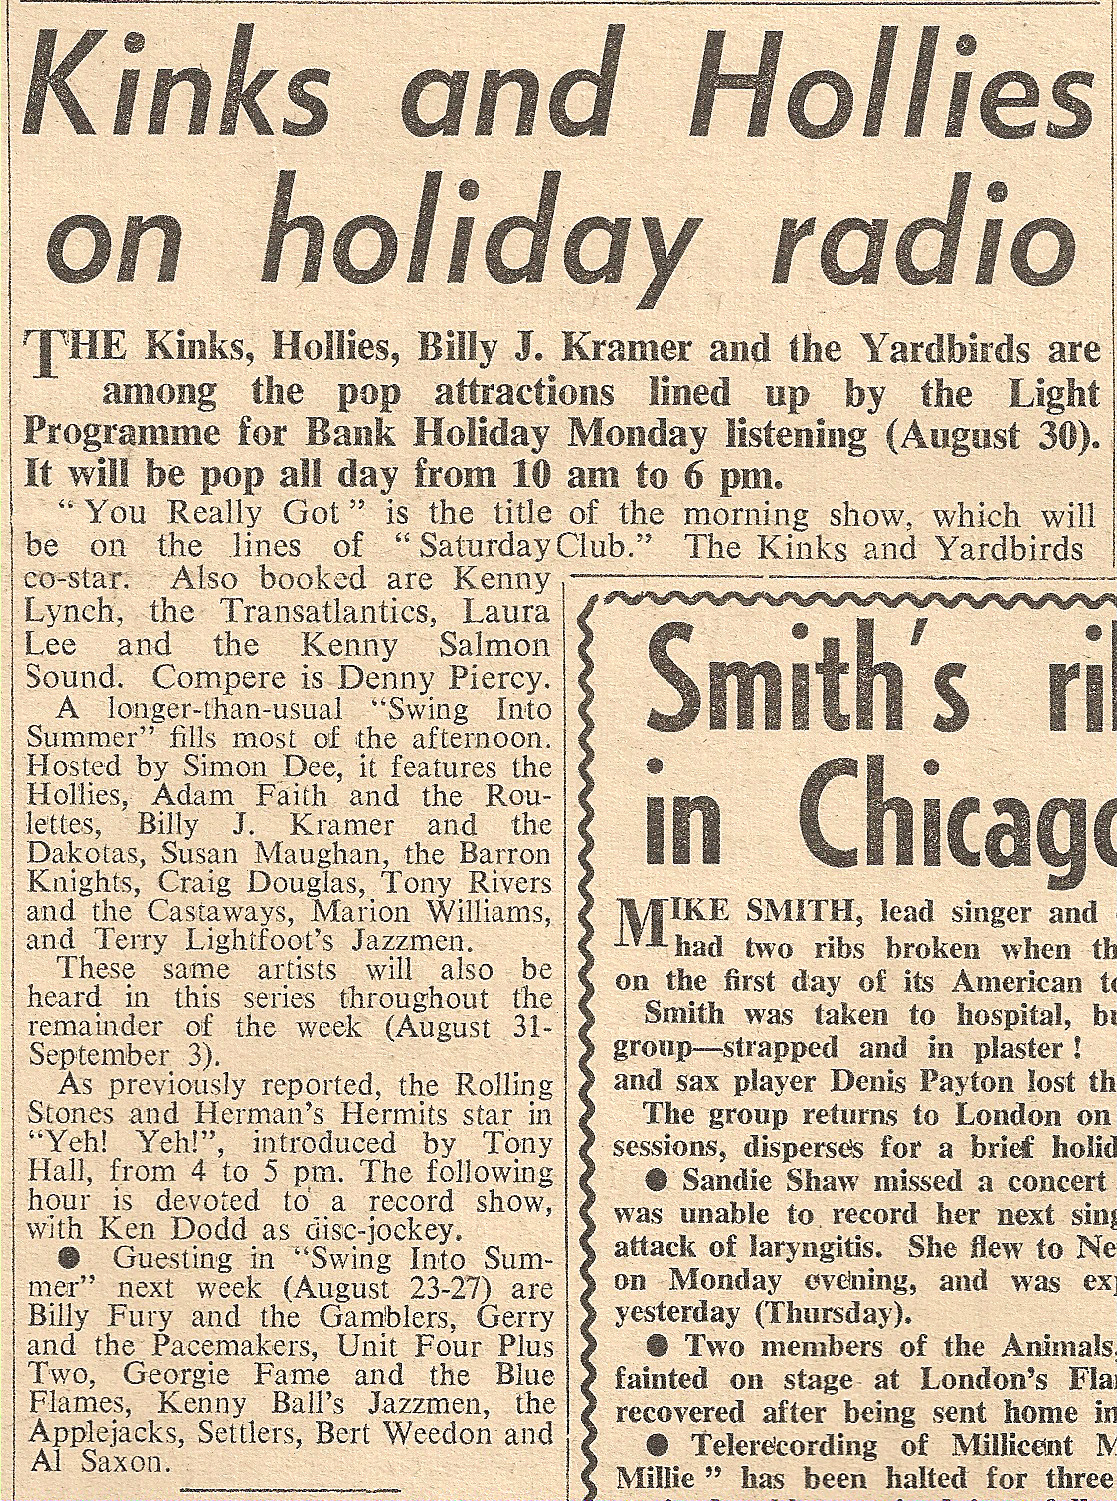 Kinks and Hollies
on holiday radio
THE Kinks, Hollies, Billy J. Kramer and the Yardbirds are
among the pop attractions lined up by the Light
Programme for Bank Holiday Monday listening (August 30).
It will be pop all day from 10 am to 6 pm.
“You Really Got” is the title of the morning show, which will
be on the lines of “Saturday Club.” The Kinks and Yardbirds
co-star. Also booked are Kenny
Lynch, the Transatlantics, Laura
Lee and the Kenny Salmon
Sound. Compere is Denny Piercy.
A longer-than-usual “Swing Into
Summer” fills most of the afternoon.
Hosted by Simon Dee, it features the
Hollies, Adam Faith and the Rou-
lettes, Billy J. Kramer and the
Dakotas, Susan Maughan, the Barron
Knights, Craig Douglas, Tony Rivers
and the Castaways, Marion Williams,
and Terry Lightfoot’s Jazzmen.
These same artists will also be
heard in this series throughout the
remainder of the week (August 31-
September 3).
As previously reported, the Rolling
Stones and Herman’s Hermits star in
“Yeh! Yeh!”, introduced by Tony
Hall, from 4 to 5 pm. The following
hour is devoted to a record show,
with Ken Dodd as disc-jockey.
● Guesting in “Swing Into Sum-
mer” next week (August 23-27) are
Billy Fury and the Gamblers, Gerry
and the Pacemakers, Unit Four Plus
Two, Georgie Fame and the Blue
Flames, Kenny Ball’s Jazzmen, the
Applejacks, Settlers, Bert Weedon and
Al Saxon.
Smith’s ri
in Chicago
MIKE SMITH, lead singer and
had two ribs broken when th
on the first day of its American to
Smith was taken to hospital, bu
group—strapped and in plaster!
and sax player Denis Payton lost th
The group returns to London on
sessions, disperses for a brief holid
● Sandie Shaw missed a concert
was unable to record her next sing
attack of laryngitis. She flew to Ne
on Monday evening, and was ex
yesterday (Thursday).
● Two members of the Animals,
fainted on stage at London’s Fla
recovered after being sent home in
● Telerecording of Millicent M
Millie” has been halted for three